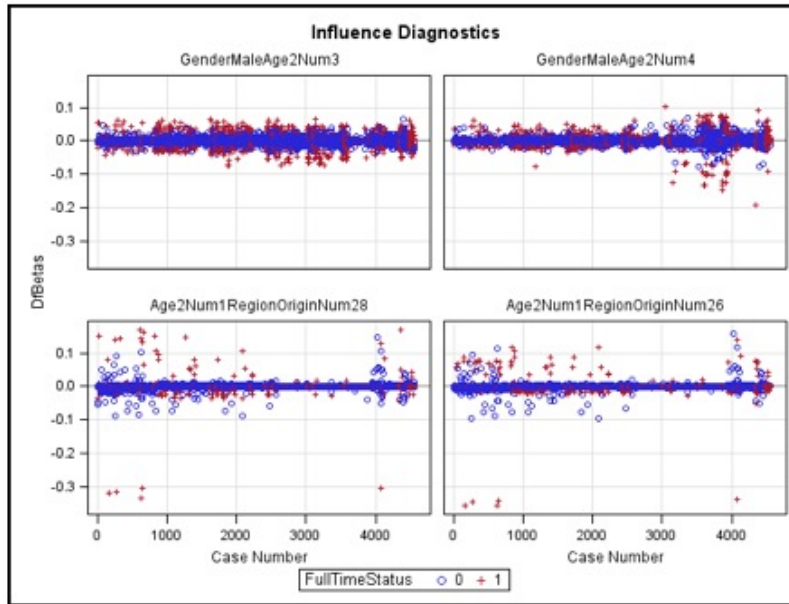 Influence Diagnostics
GenderMaleAge2Num3 GenderMaleAge2Num4
0.1
0.0
-0.1
-0.2
-0.3
DfBetas
Age2Num1RegionOriginNum28 Age2Num1RegionOriginNum26
0.1
0.0
-0.1
-0.2
-0.3
0 1000 2000 3000 4000 0 1000 2000 3000 4000
Case Number Case Number
FullTimeStatus 0 1